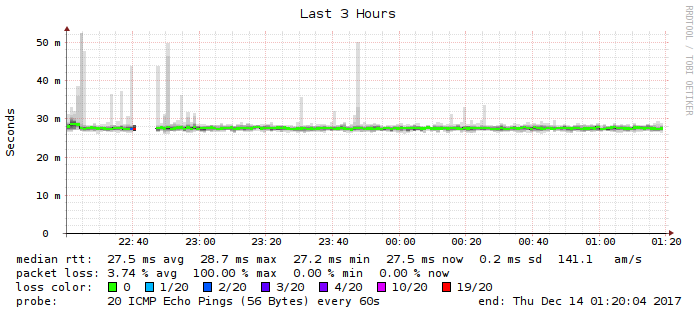 Last 3 Hours
RRDTOOL / TOBI OETIKER
Seconds
50 m
40 m
30 m
20 m
10 m
0
22:40 23:00 23:20 23:40 00:00 00:20 00:40 01:00 01:20
median rtt: 27.5 ms avg 28.7 ms max 27.2 ms min 27.5 ms now 0.2 ms sd 141.1 am/s
packet loss: 3.74 % avg 100.00 % max 0.00 % min 0.00 % now
loss color: 0 1/20 2/20 3/20 4/20 10/20 19/20
probe: 20 ICMP Echo Pings (56 Bytes) every 60s end: Thu Dec 14 01:20:04 2017